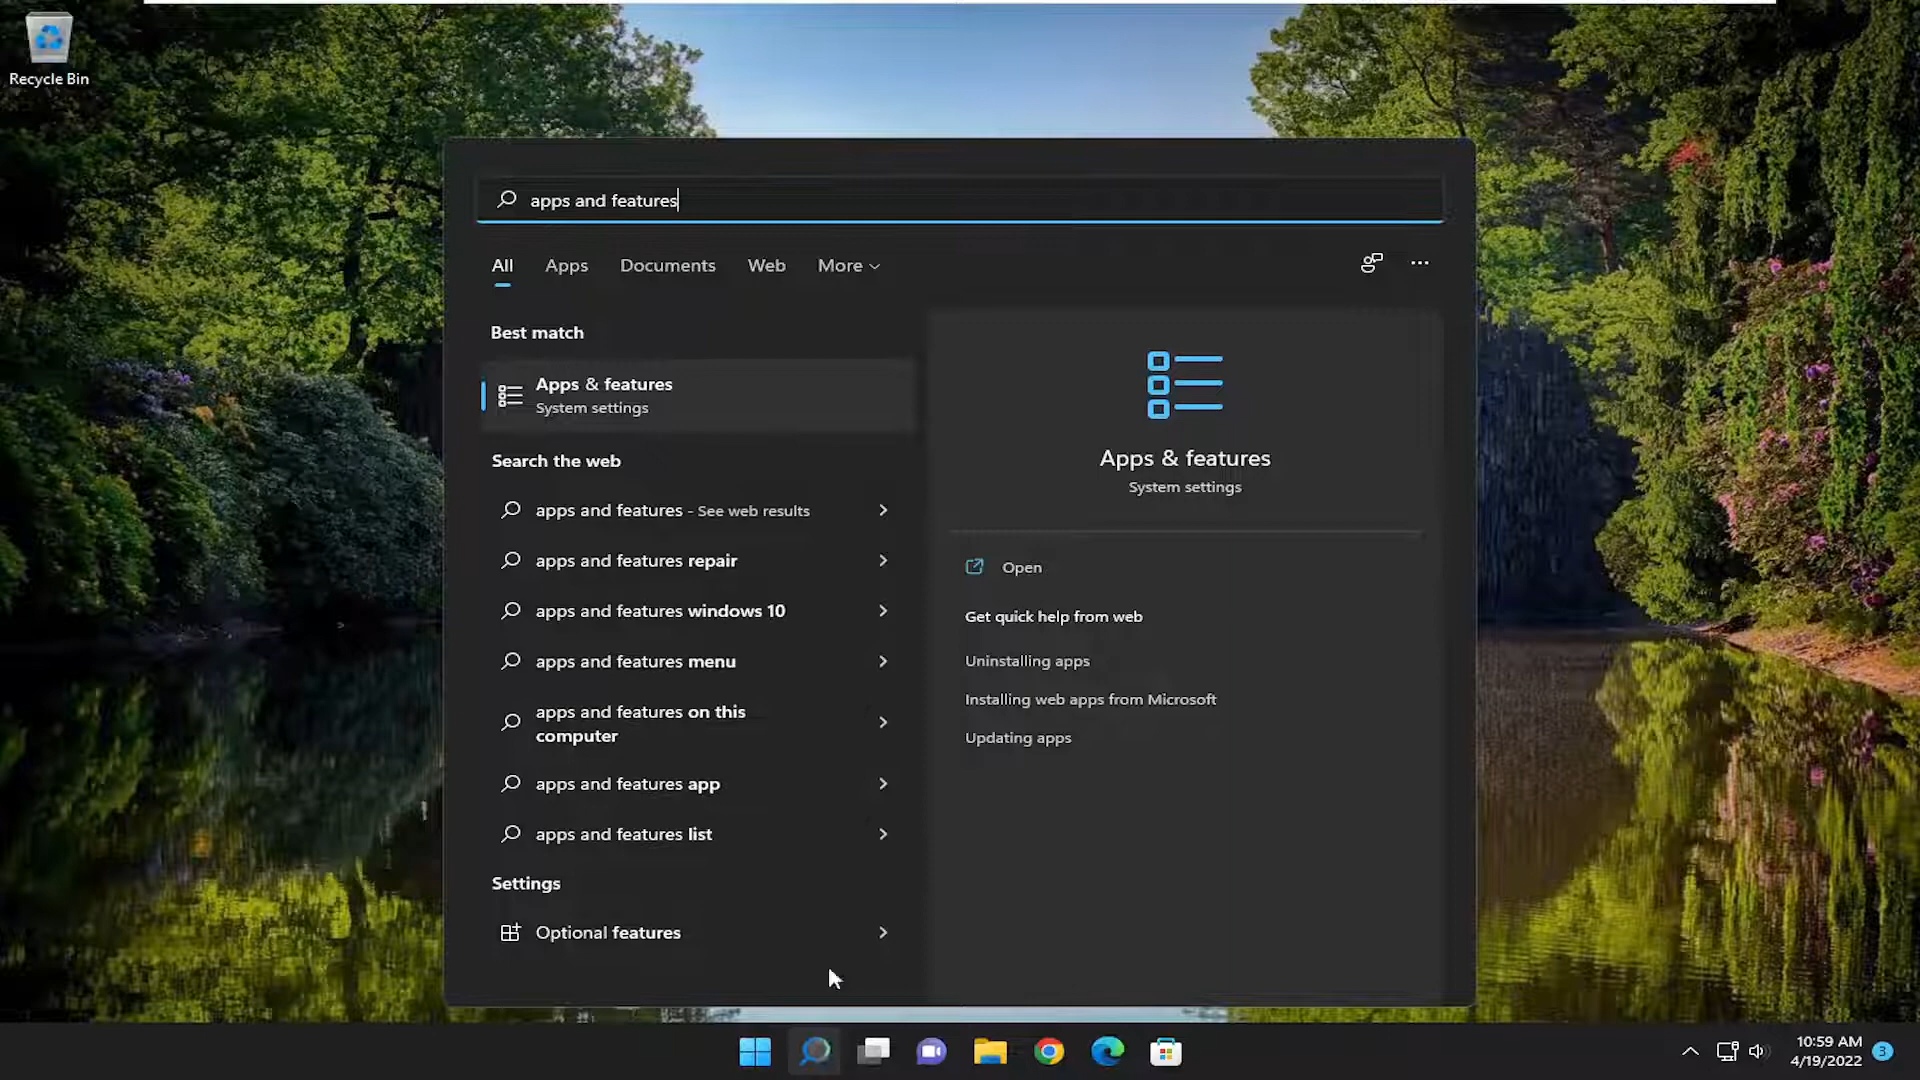 Recycle Bin
apps and features
All Apps Documents Web More
Best match
Apps & features
System settings
Search the web
apps and features - See web results
apps and features repair
apps and features windows 10
apps and features menu
apps and features on this
computer
apps and features app
apps and features list
Settings
Optional features
Apps & features
System settings
Open
Get quick help from web
Uninstalling apps
Installing web apps from Microsoft
Updating apps
10:59 AM
4/19/2022
3